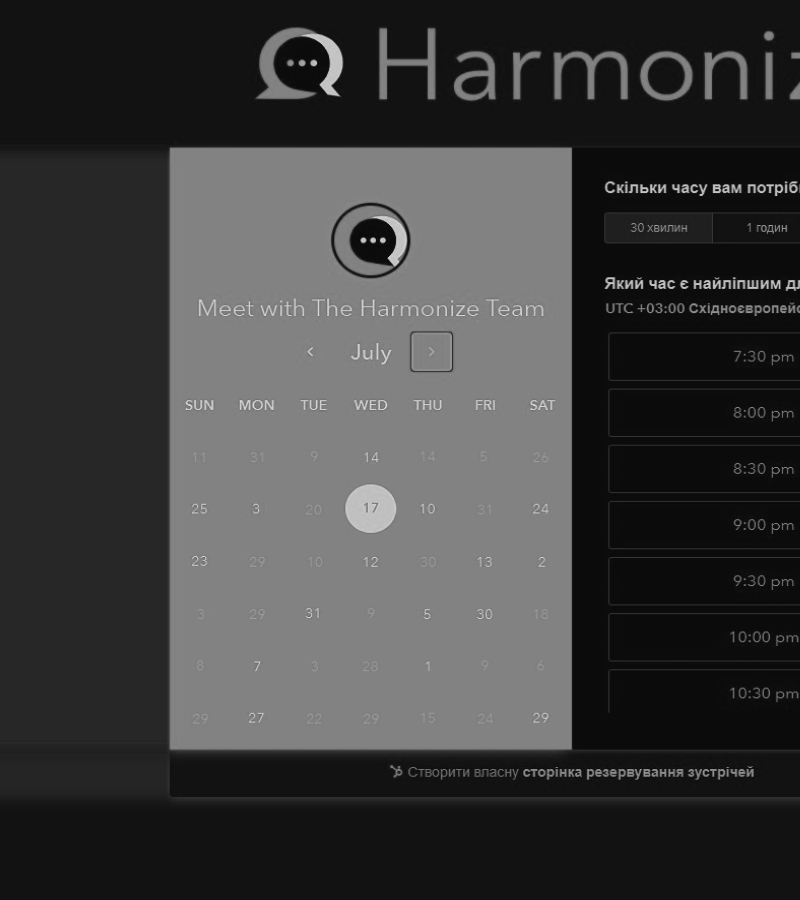 Harmoniz
Meet with The Harmonize Team
July
SUN MON TUE WED THU FRI SAT
11 31 9 14 14 5 26
25 3 20 17 10 31 24
23 29 10 12 30 13 2
3 29 31 9 5 30 18
8 7 3 28 1 9 6
29 27 22 29 15 24 29
Скільки часу вам потріб
30 хвилин 1 годин
Який час є найліпшим д
UTC +03:00 Східноєвропейс
7:30 pm
8:00 pm
8:30 pm
9:00 pm
9:30 pm
10:00 pm
10:30 pm
Створити власну сторінка резервування зустрічей